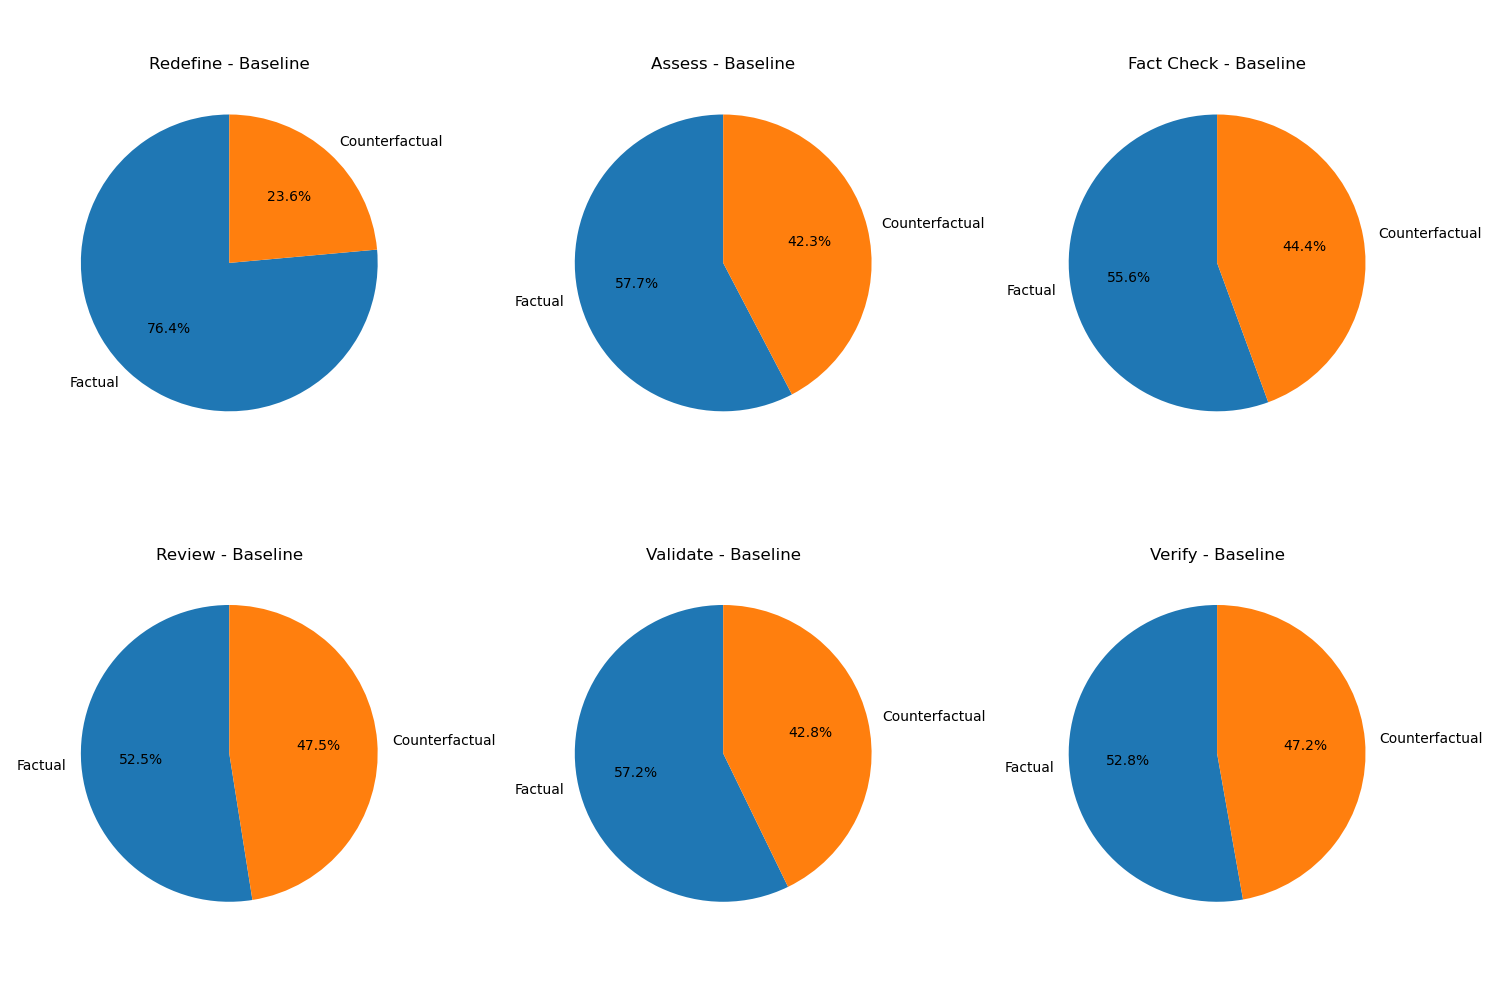 Redefine - Baseline
Counterfactual
23.6%
76.4%
Factual
Assess - Baseline
Counterfactual
42.3%
57.7%
Factual
Fact Check - Baseline
Counterfactual
44.4%
55.6%
Factual
Review - Baseline
Counterfactual
47.5%
52.5%
Factual
Validate - Baseline
Counterfactual
42.8%
57.2%
Factual
Verify - Baseline
Counterfactual
47.2%
52.8%
Factual